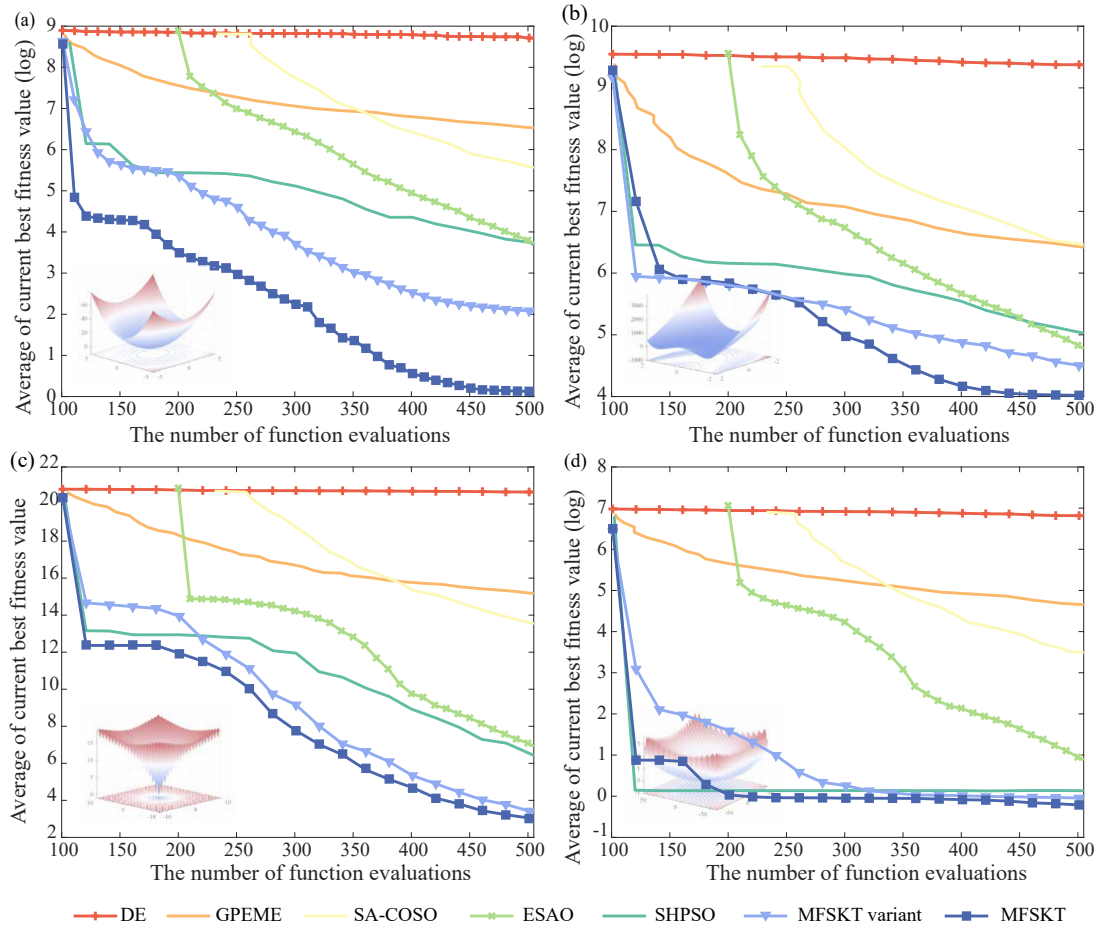 (a)
Average of current best fitness value (log)
9
8
7
6
5
4
3
2
1
0
100 150 200 250 300 350 400 450 500
The number of function evaluations
(b)
Average of current best fitness value (log)
10
9
8
7
6
5
4
100 150 200 250 300 350 400 450 500
The number of function evaluations
(c)
Average of current best fitness value
22
20
18
16
14
12
10
8
6
4
2
100 150 200 250 300 350 400 450 500
The number of function evaluations
(d)
Average of current best fitness value (log)
8
7
6
5
4
3
2
1
0
-1
100 150 200 250 300 350 400 450 500
The number of function evaluations
DE GPEME SA-COSO ESAO SHPSO MFSKT variant MFSKT